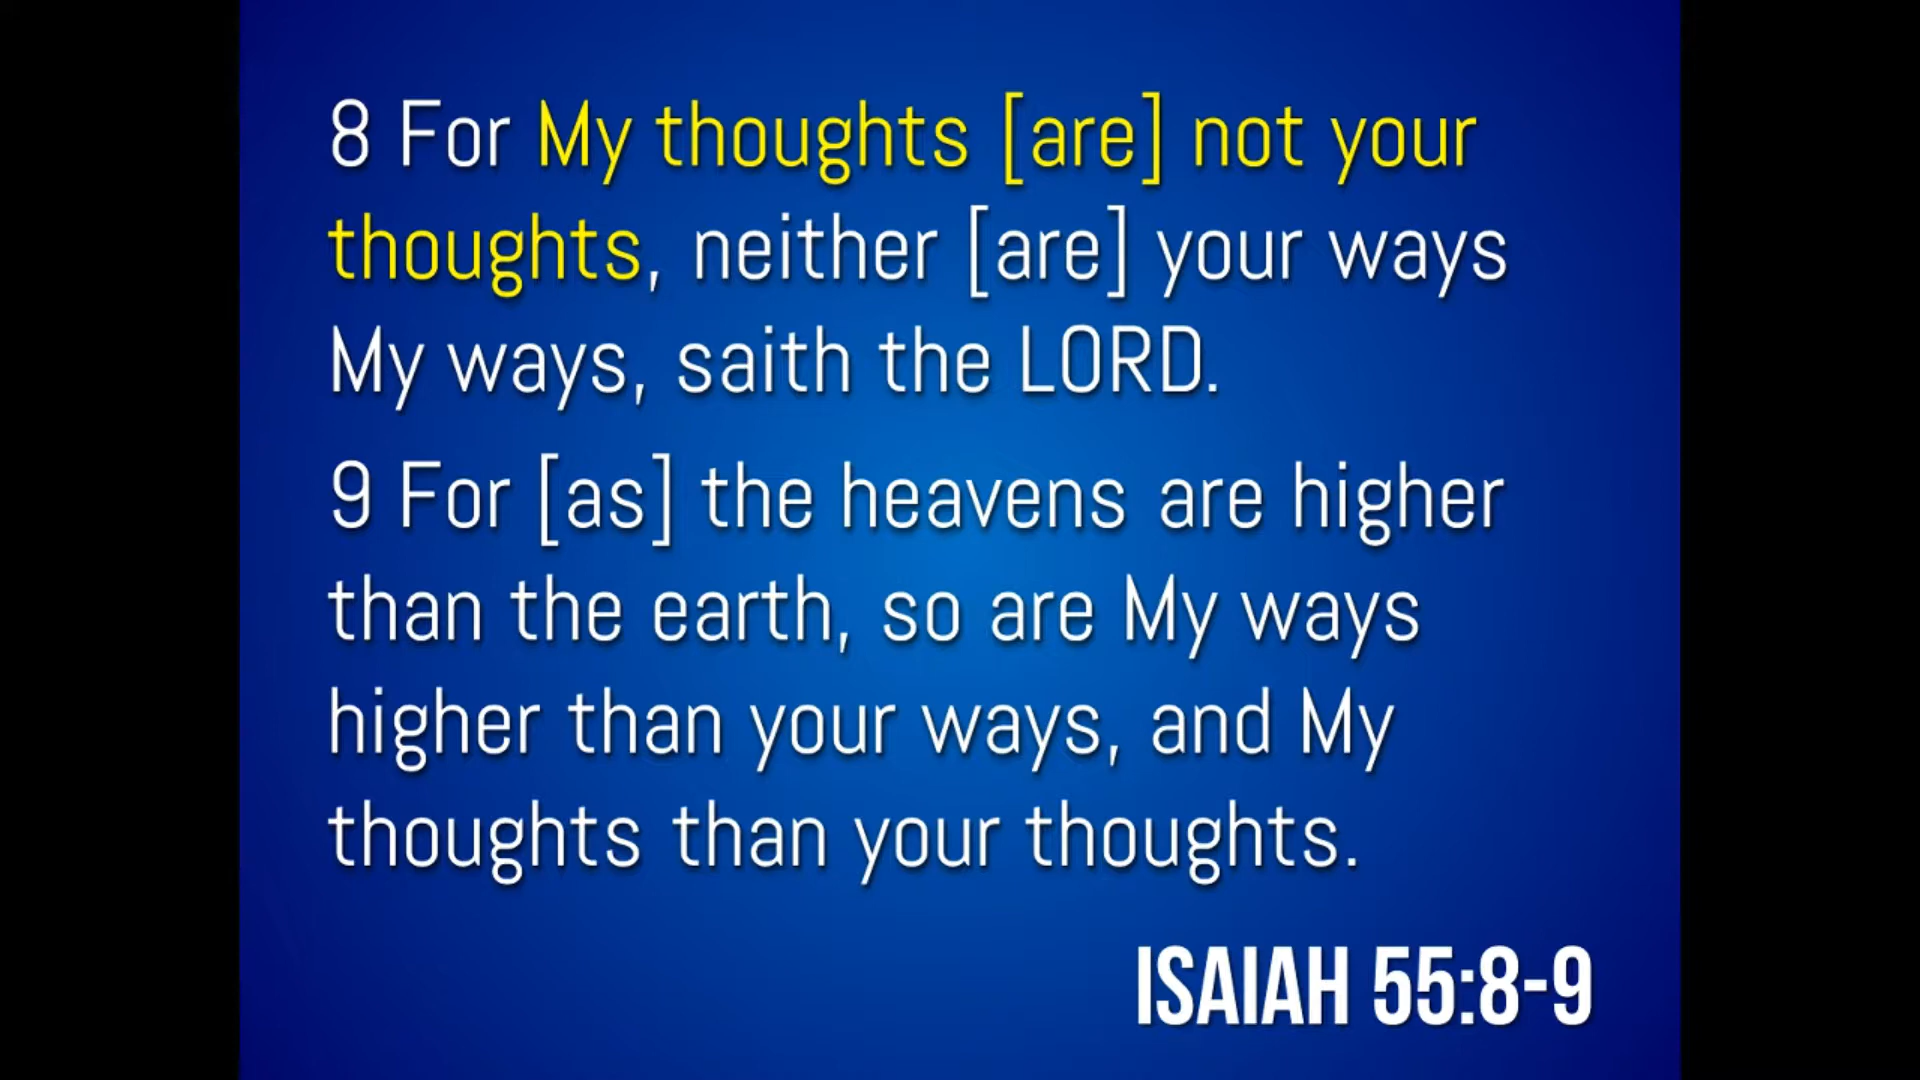 8 For My thoughts [are] not your
thoughts, neither [are] your ways
My ways, saith the LORD.
9 For [as] the heavens are higher
than the earth, so are My ways
higher than your ways, and My
thoughts than your thoughts.
ISAIAH 55:8-9